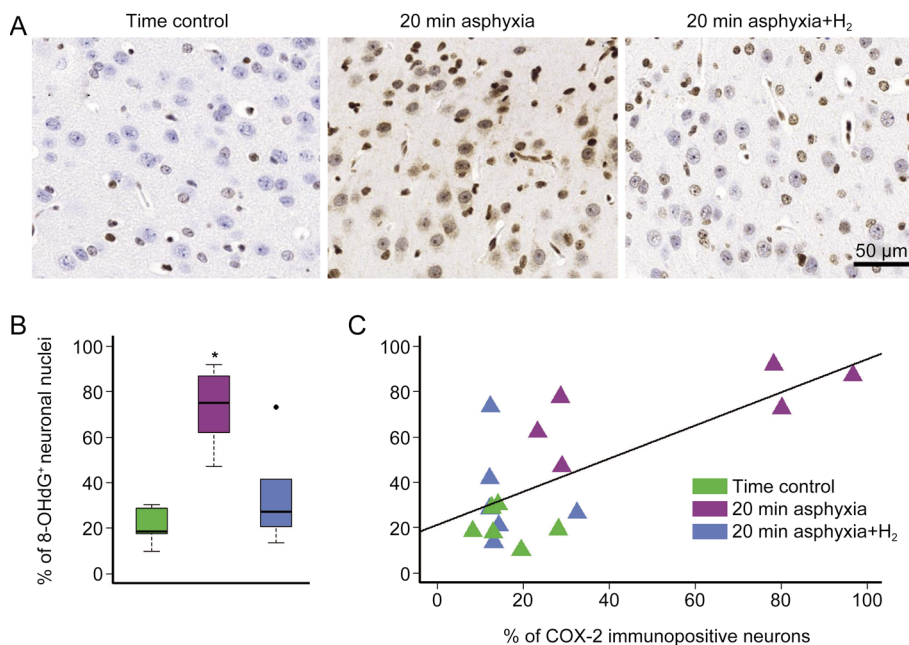 A
Time control
20 min asphyxia
20 min asphyxia+H₂
50 µm
B
% of 8-OHdG⁺ neuronal nuclei
100
80
60
40
20
0
*
C
100
80
60
40
20
0
Time control
20 min asphyxia
20 min asphyxia+H₂
0 20 40 60 80 100
% of COX-2 immunopositive neurons